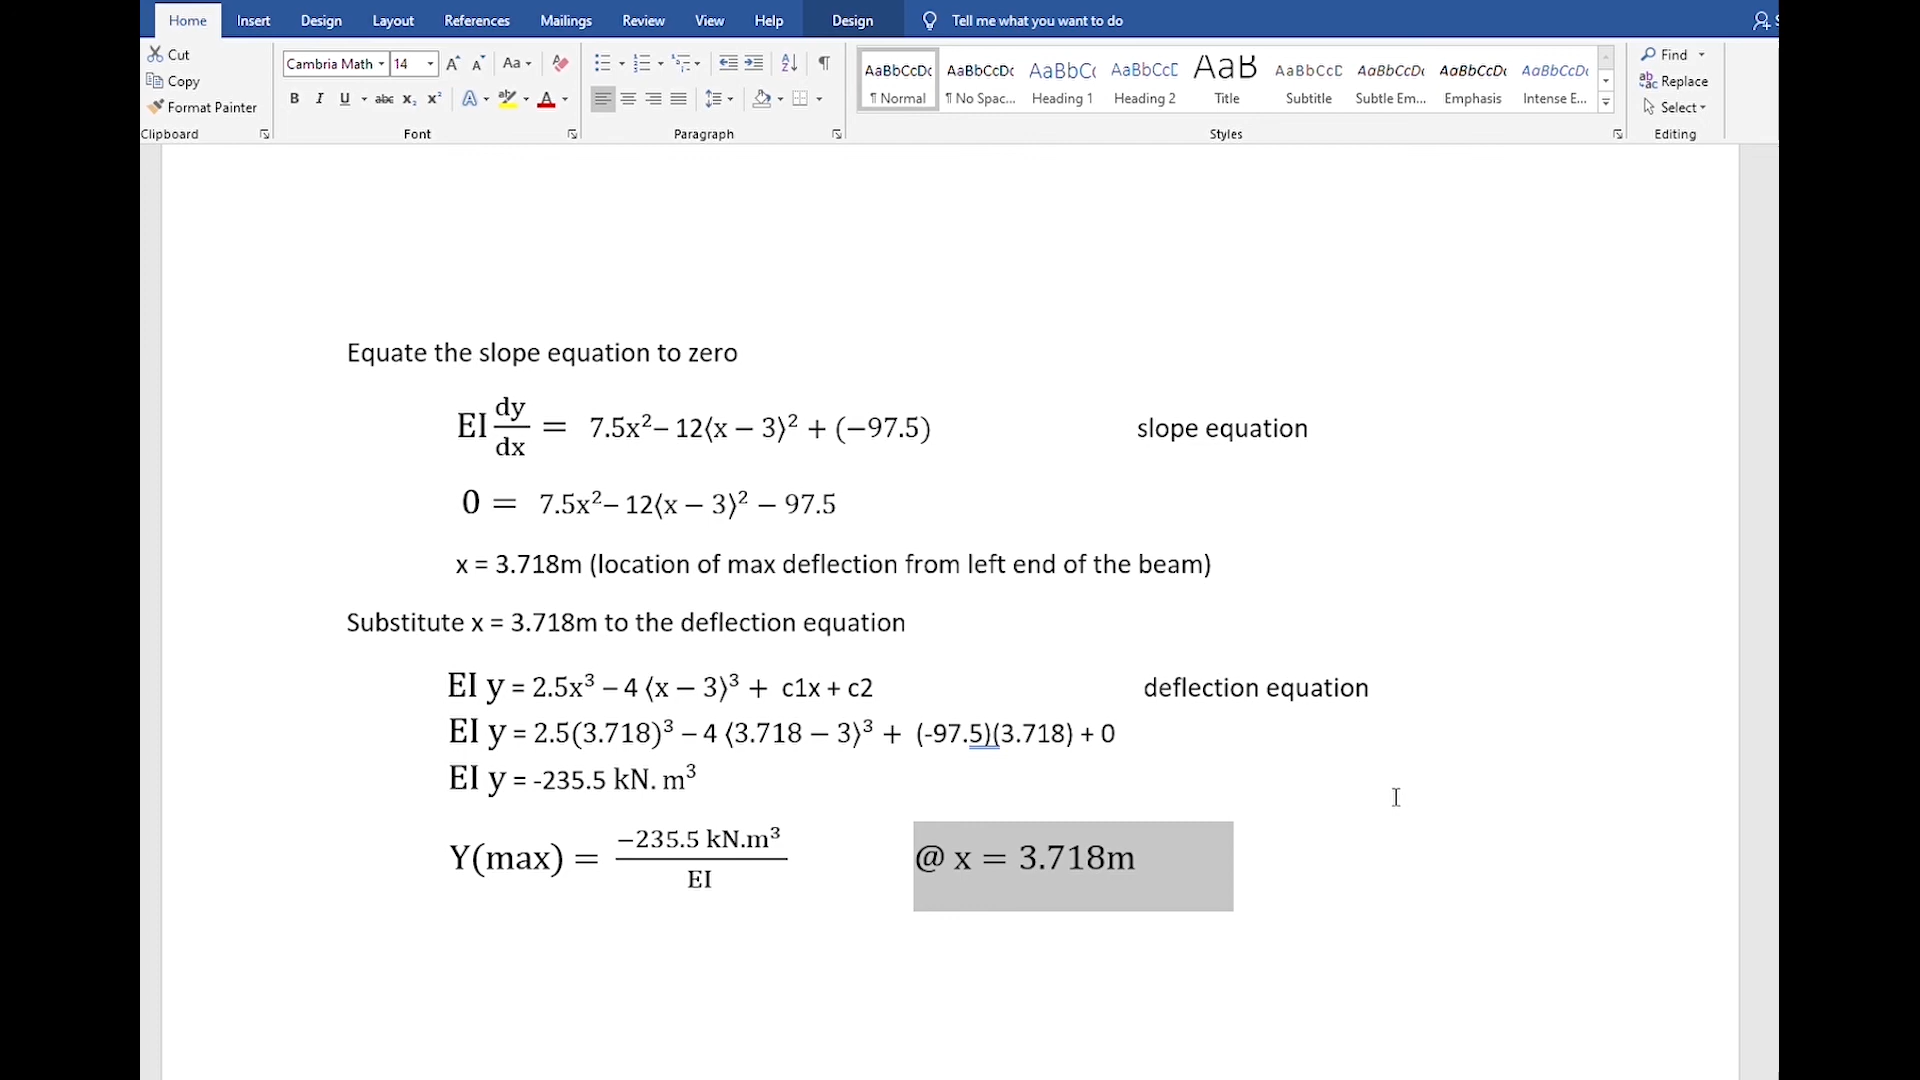 Home Insert Design Layout References Mailings Review View Help Design Tell me what you want to do
Cut
Copy
Format Painter
Clipboard
Cambria Math 14
Font
Paragraph
AaBbCcDc AaBbCcDc AaBbC AaBbCcD AaB AaBbCcD AaBbCcDc AaBbCcDc AaBbCcDc
¶ Normal ¶ No Spac... Heading 1 Heading 2 Title Subtitle Subtle Em... Emphasis Intense E...
Styles
Find
Replace
Select
Editing
Equate the slope equation to zero
EI dy/dx = 7.5x²– 12⟨x − 3⟩² + (−97.5) slope equation
0 = 7.5x²– 12⟨x − 3⟩² − 97.5
x = 3.718m (location of max deflection from left end of the beam)
Substitute x = 3.718m to the deflection equation
EI y = 2.5x³ – 4 ⟨x − 3⟩³ + c1x + c2 deflection equation
EI y = 2.5(3.718)³ – 4 ⟨3.718 − 3⟩³ + (-97.5)(3.718) + 0
EI y = -235.5 kN. m³
Y(max) = −235.5 kN.m³/EI @ x = 3.718m